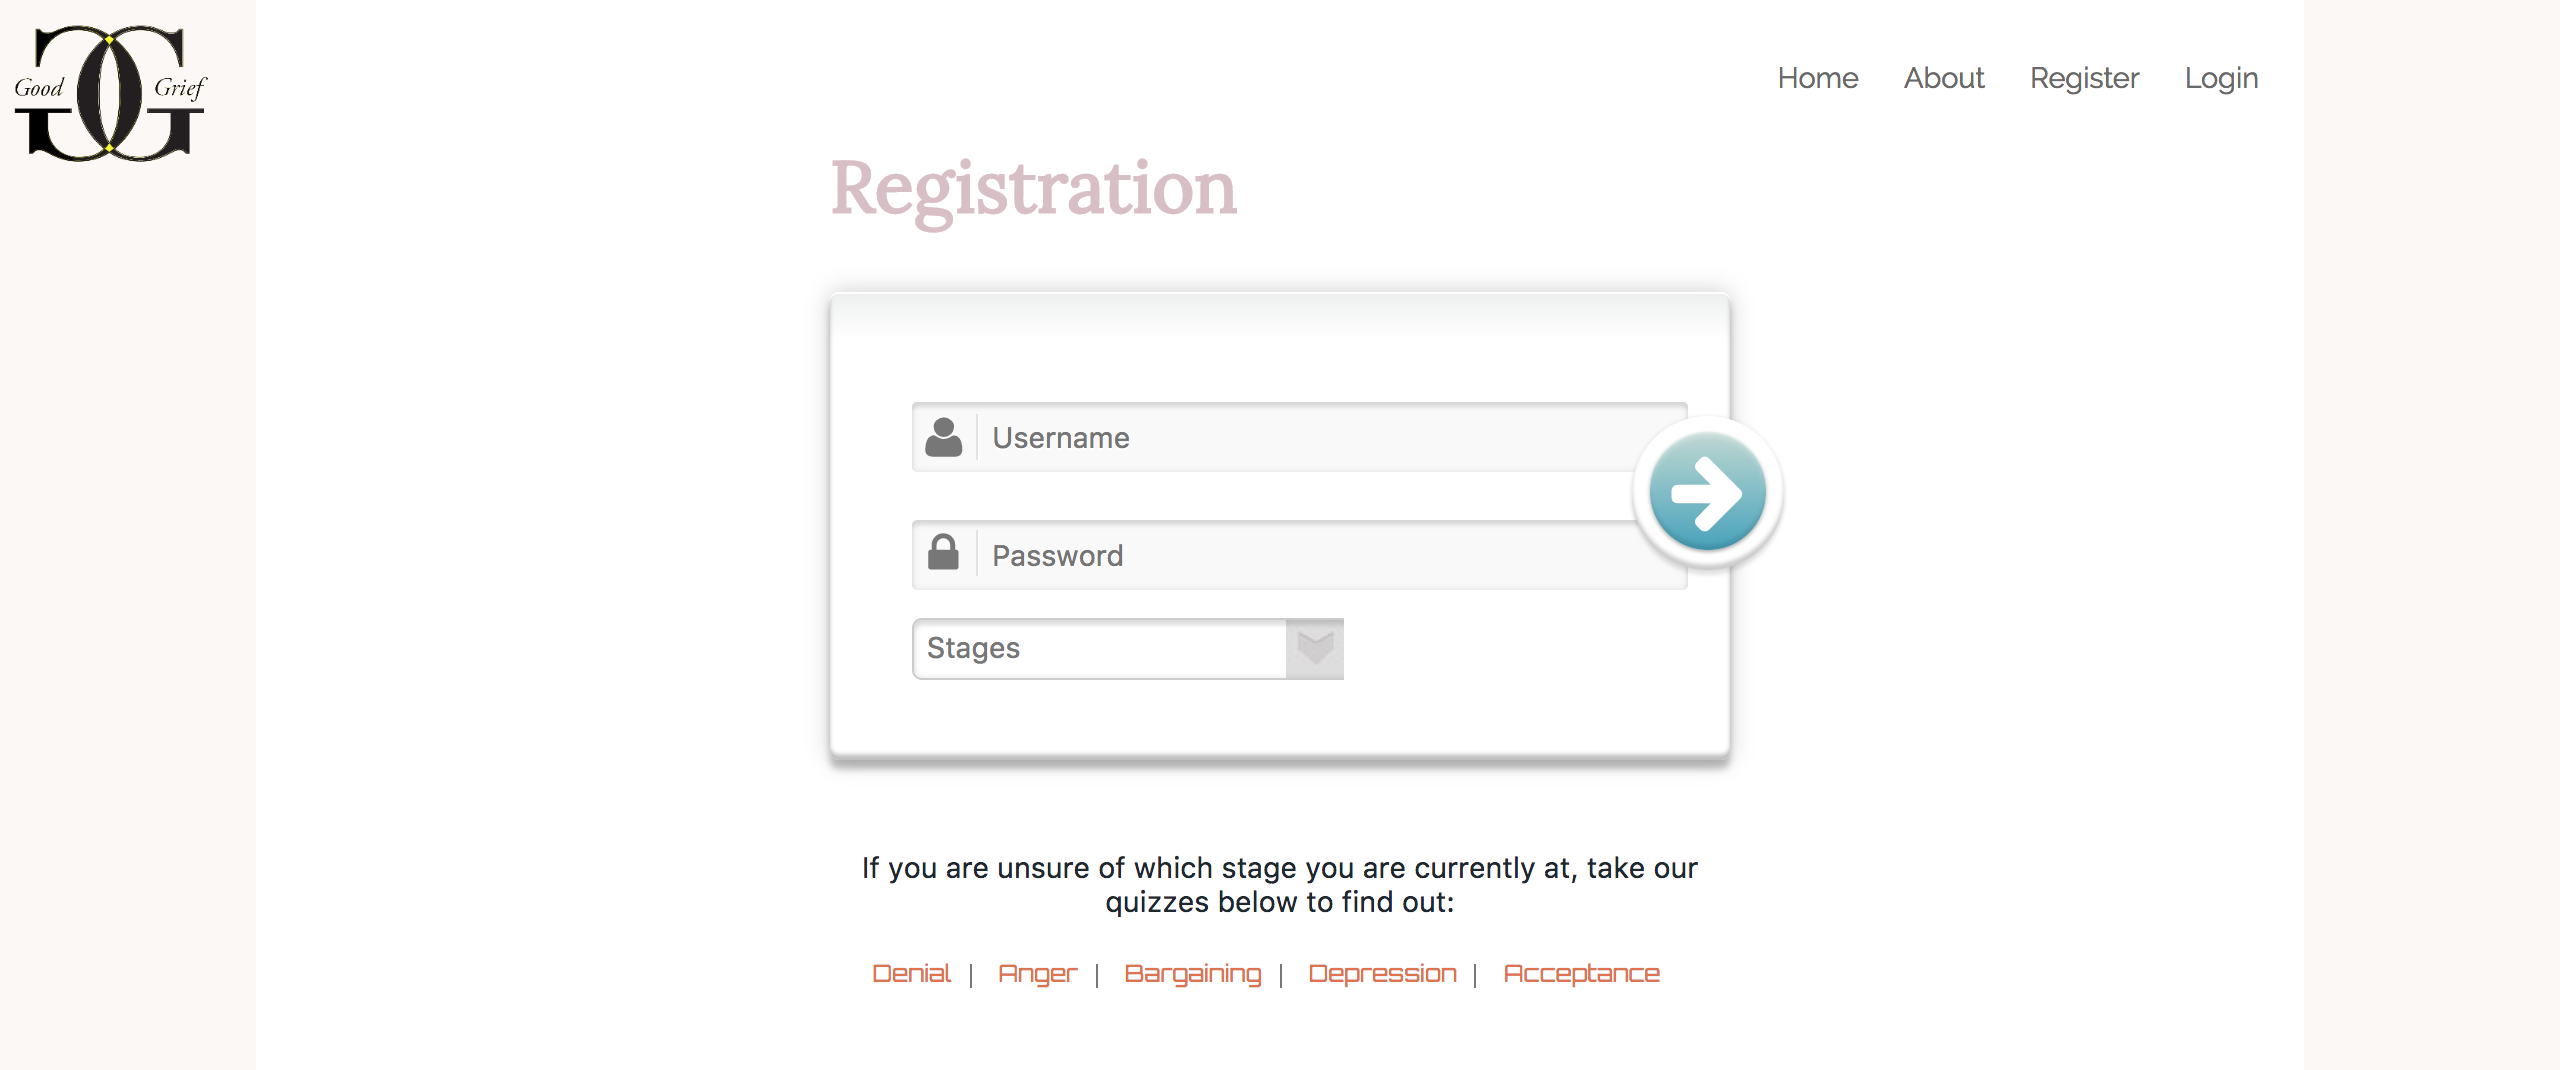 Good Grief
Home About Register Login
Registration
Username
Password
Stages
If you are unsure of which stage you are currently at, take our
quizzes below to find out:
Denial | Anger | Bargaining | Depression | Acceptance